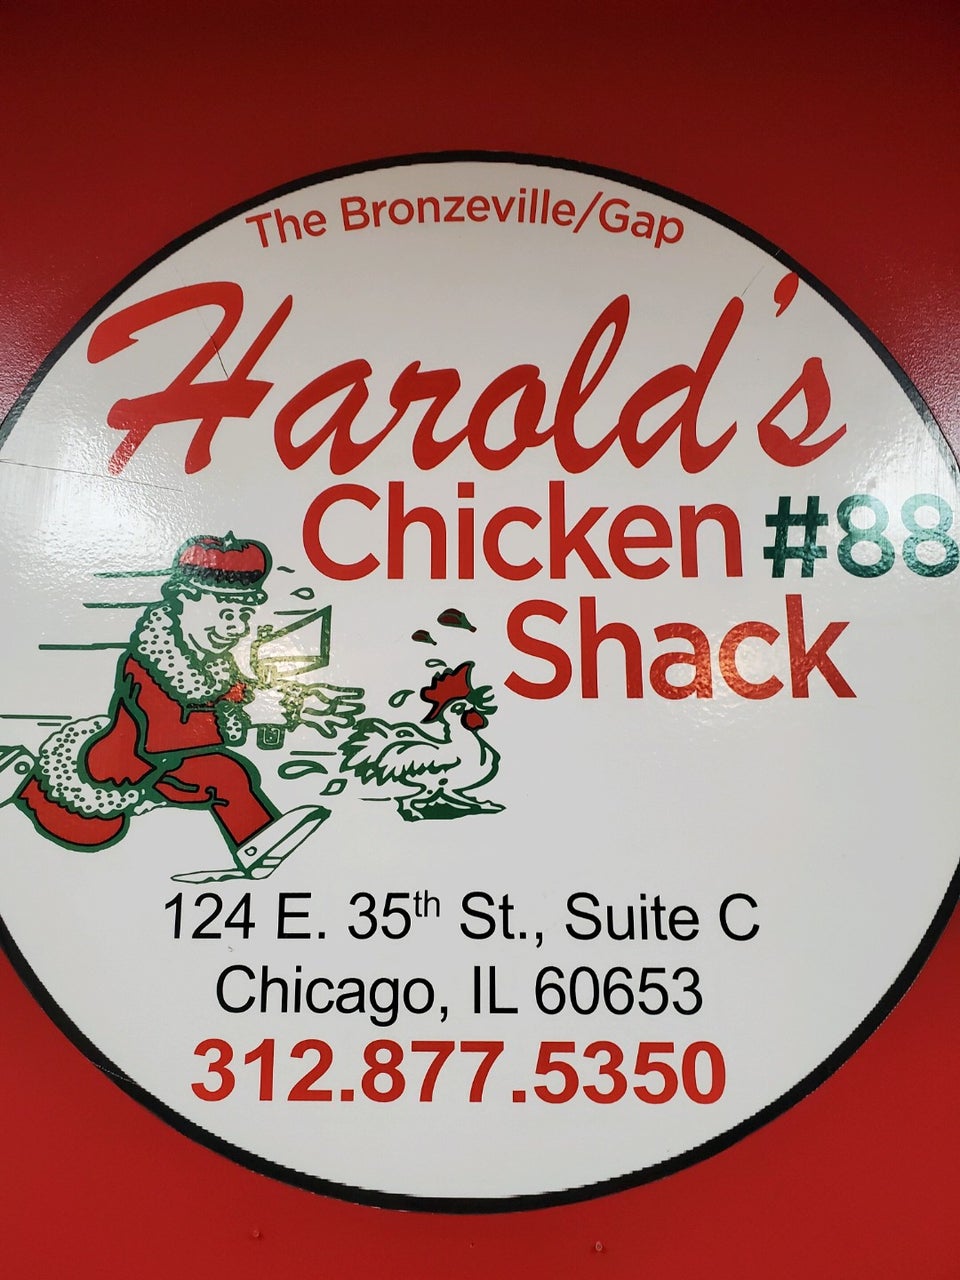 The Bronzeville/Gap
Harold's
Chicken #88
Shack
124 E. 35th St., Suite C
Chicago, IL 60653
312.877.5350